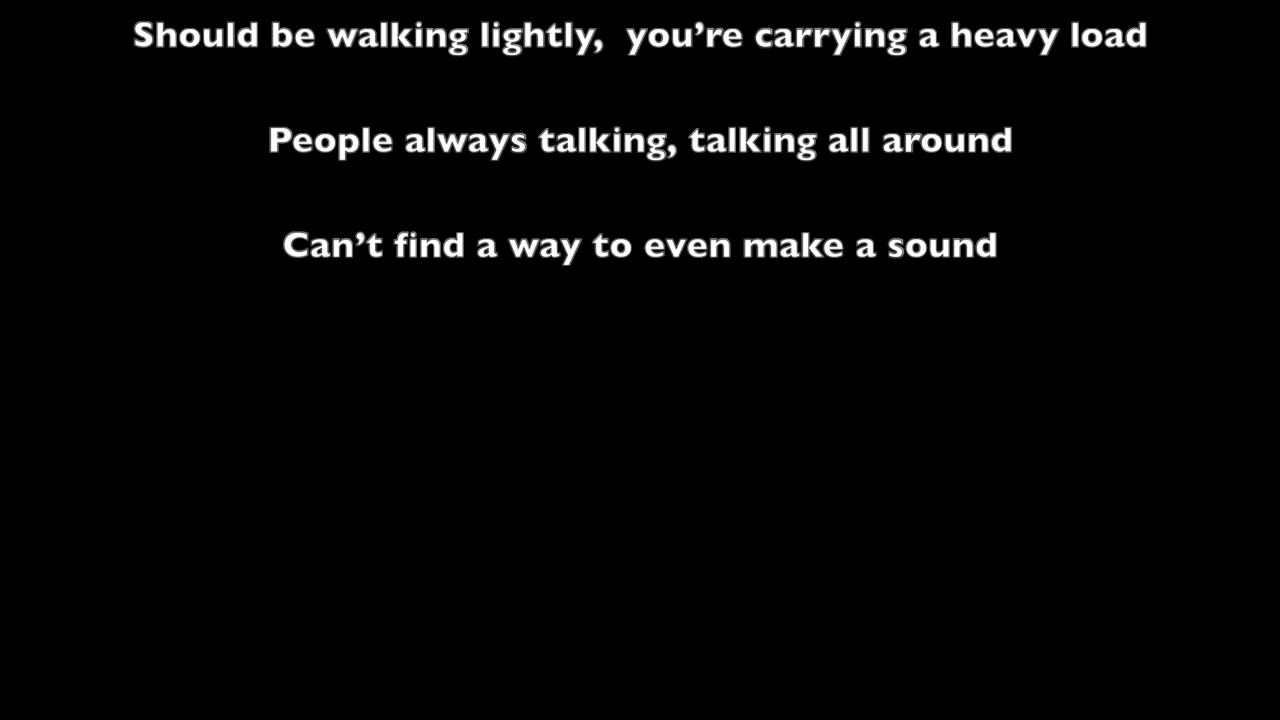 Should be walking lightly,  you’re carrying a heavy load
People always talking, talking all around
Can’t find a way to even make a sound